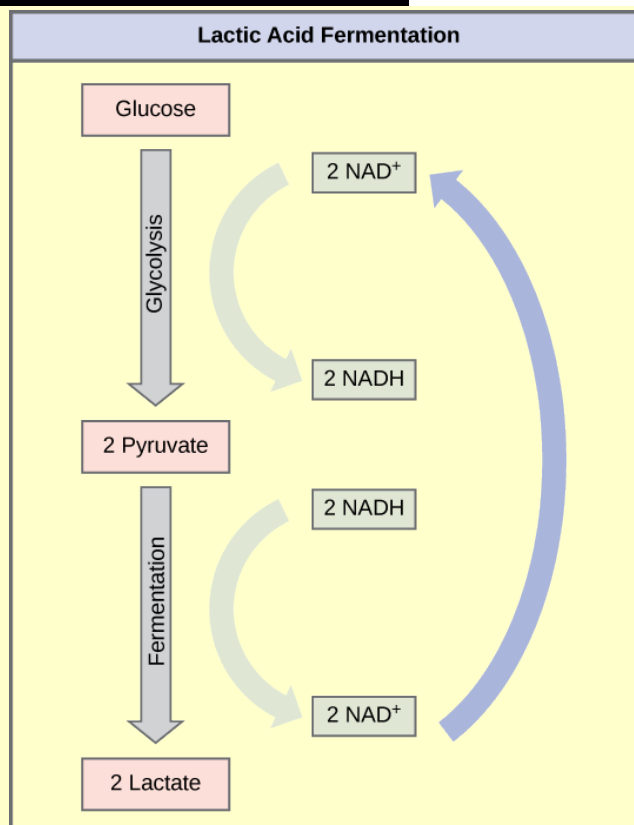 Lactic Acid Fermentation
Glucose
2 NAD⁺
Glycolysis
2 NADH
2 Pyruvate
2 NADH
Fermentation
2 NAD⁺
2 Lactate